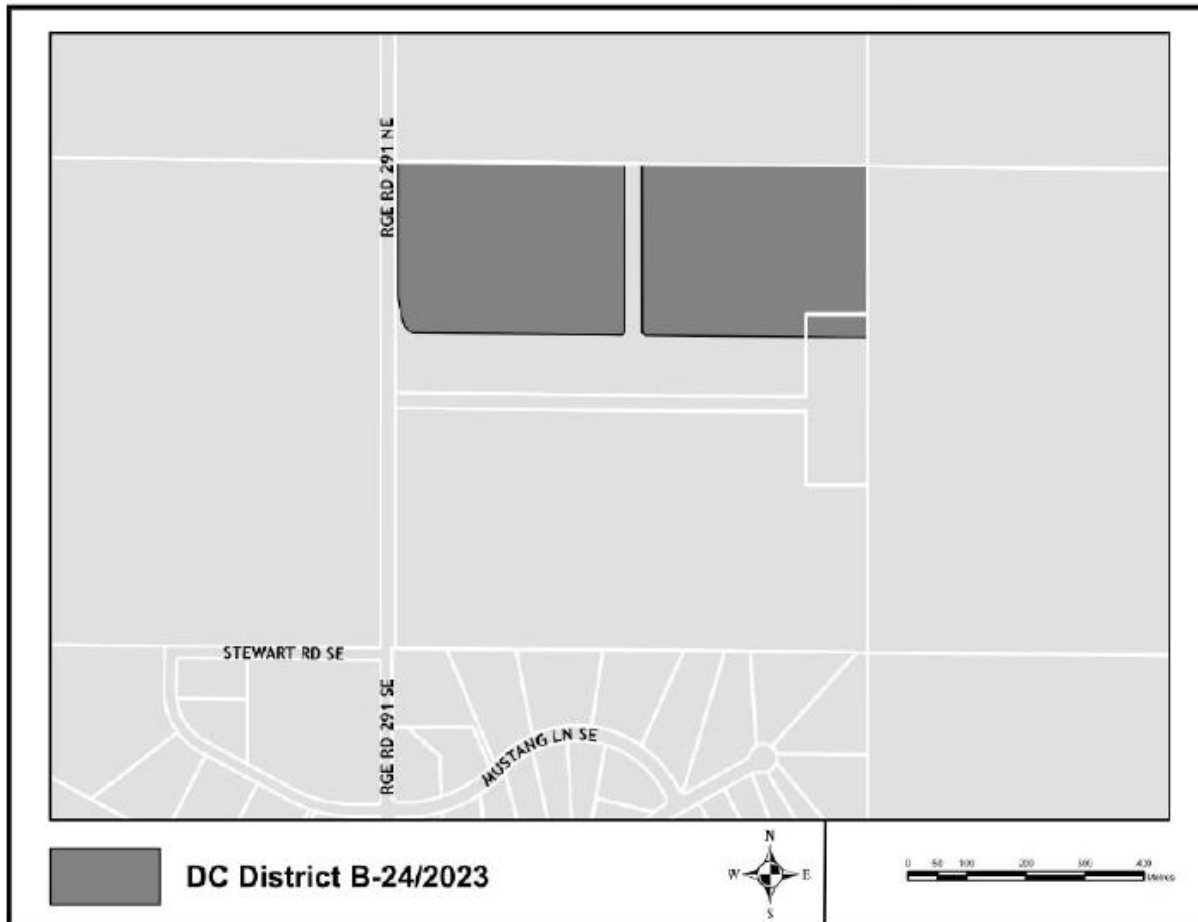 RGE RD 291 NE
STEWART RD SE
RGE RD 291 SE
MUSTANG LN SE
DC District B-24/2023
N
W E
S
0 50 100 200 300 400
Metres